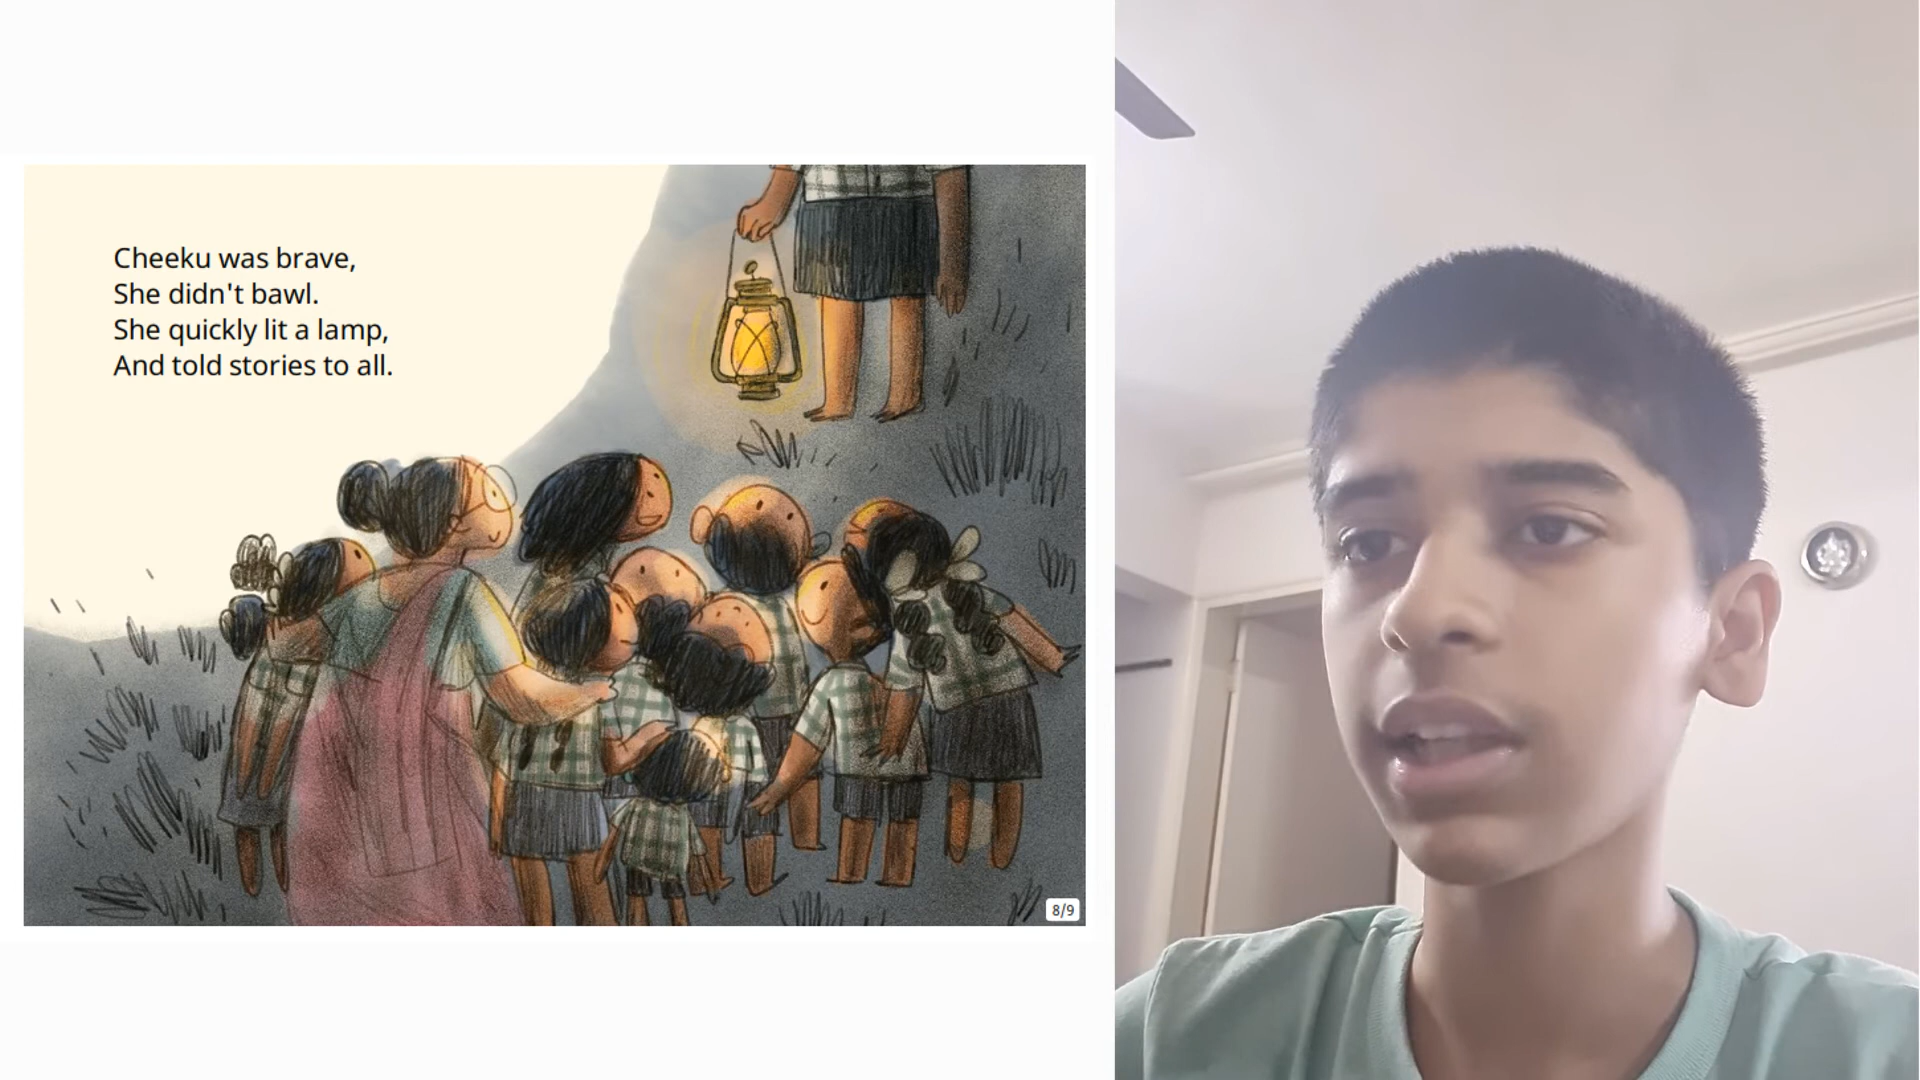 Cheeku was brave,
She didn't bawl.
She quickly lit a lamp,
And told stories to all.
8/9